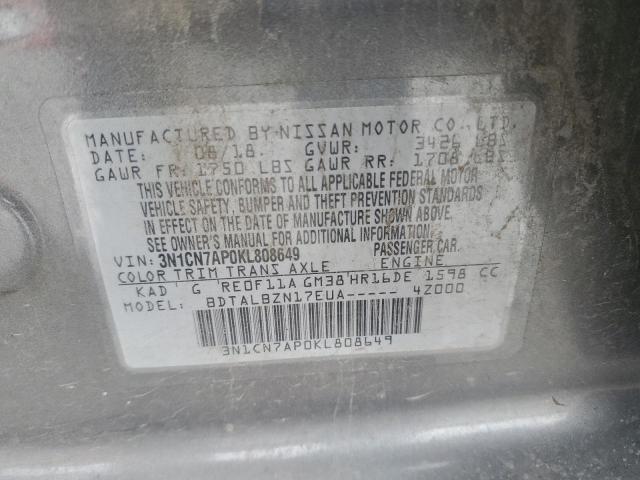 MANUFACTURED BY NISSAN MOTOR CO., LTD.
DATE: 08/18. GVWR: 3426 LBS
GAWR FR: 1750 LBS GAWR RR: 1708 LBS
THIS VEHICLE CONFORMS TO ALL APPLICABLE FEDERAL MOTOR
VEHICLE SAFETY, BUMPER AND THEFT PREVENTION STANDARDS
IN EFFECT ON THE DATE OF MANUFACTURE SHOWN ABOVE.
SEE OWNER'S MANUAL FOR ADDITIONAL INFORMATION.
VIN: 3N1CN7AP0KL808649 PASSENGER CAR.
COLOR TRIM TRANS AXLE ENGINE
KAD G RE0F11A GM38 HR16DE 1598 CC
MODEL: BDTALBZN17EUA----- 4Z000
3N1CN7AP0KL808649